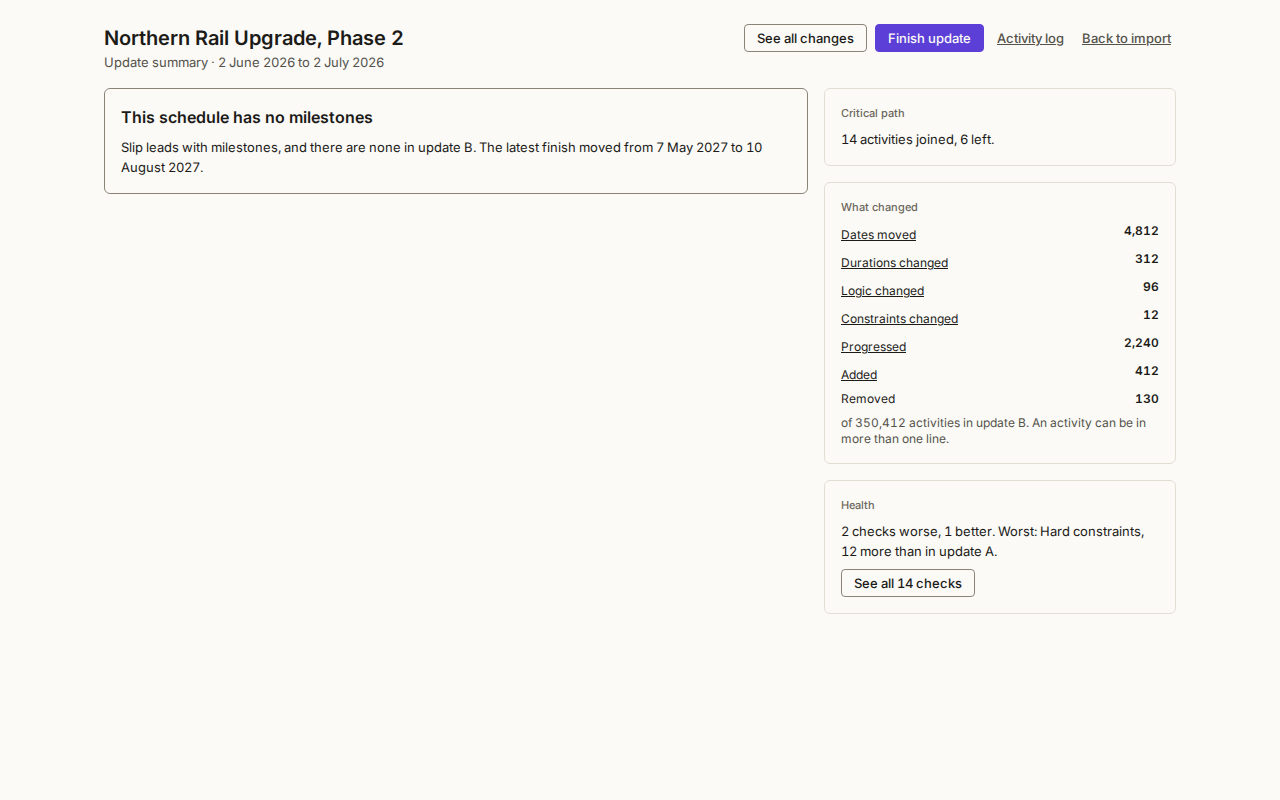 Northern Rail Upgrade, Phase 2
Update summary · 2 June 2026 to 2 July 2026
See all changes
Finish update
Activity log
Back to import
This schedule has no milestones
Slip leads with milestones, and there are none in update B. The latest finish moved from 7 May 2027 to 10
August 2027.
Critical path
14 activities joined, 6 left.
What changed
Dates moved 4,812
Durations changed 312
Logic changed 96
Constraints changed 12
Progressed 2,240
Added 412
Removed 130
of 350,412 activities in update B. An activity can be in
more than one line.
Health
2 checks worse, 1 better. Worst: Hard constraints,
12 more than in update A.
See all 14 checks